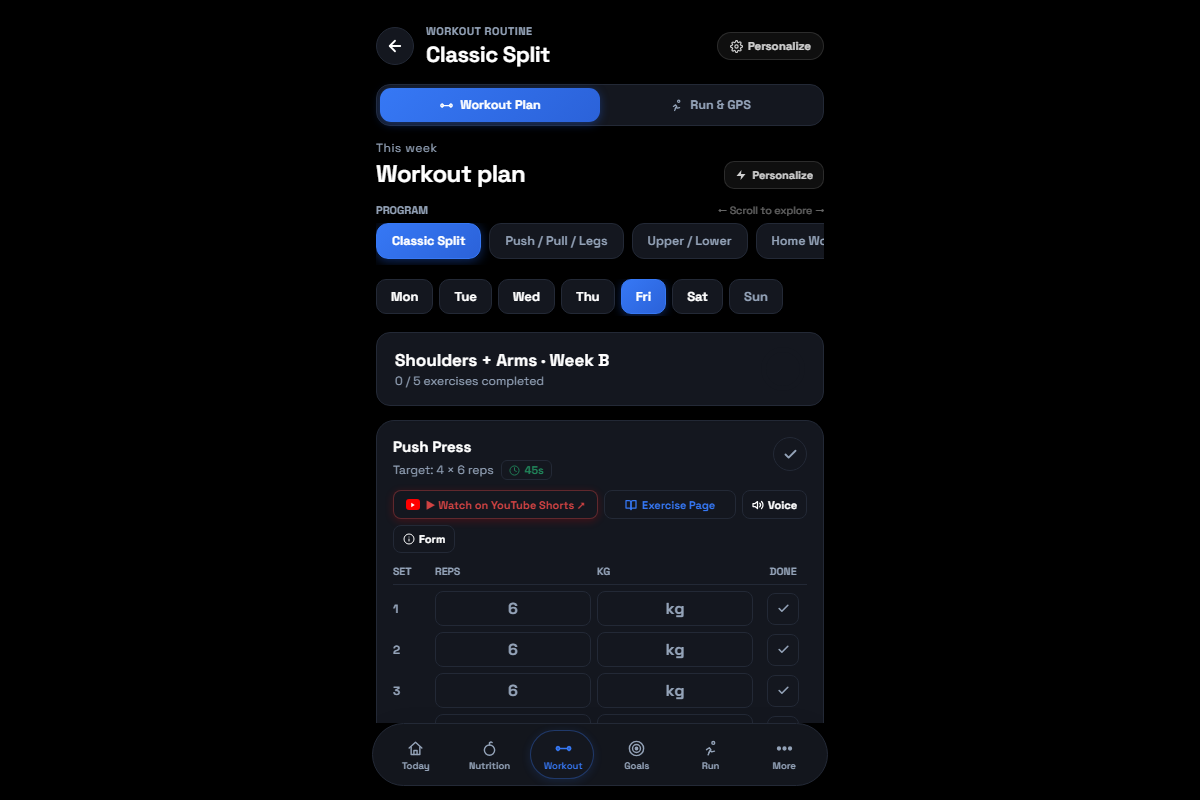 WORKOUT ROUTINE
Classic Split
Personalize
Workout Plan
Run & GPS
This week
Workout plan
Personalize
PROGRAM
← Scroll to explore →
Classic Split
Push / Pull / Legs
Upper / Lower
Home Wo
Mon
Tue
Wed
Thu
Fri
Sat
Sun
Shoulders + Arms · Week B
0 / 5 exercises completed
Push Press
Target: 4 × 6 reps
45s
▶ Watch on YouTube Shorts ↗
Exercise Page
Voice
Form
SET REPS KG DONE
1 6 kg
2 6 kg
3 6 kg
Today
Nutrition
Workout
Goals
Run
More